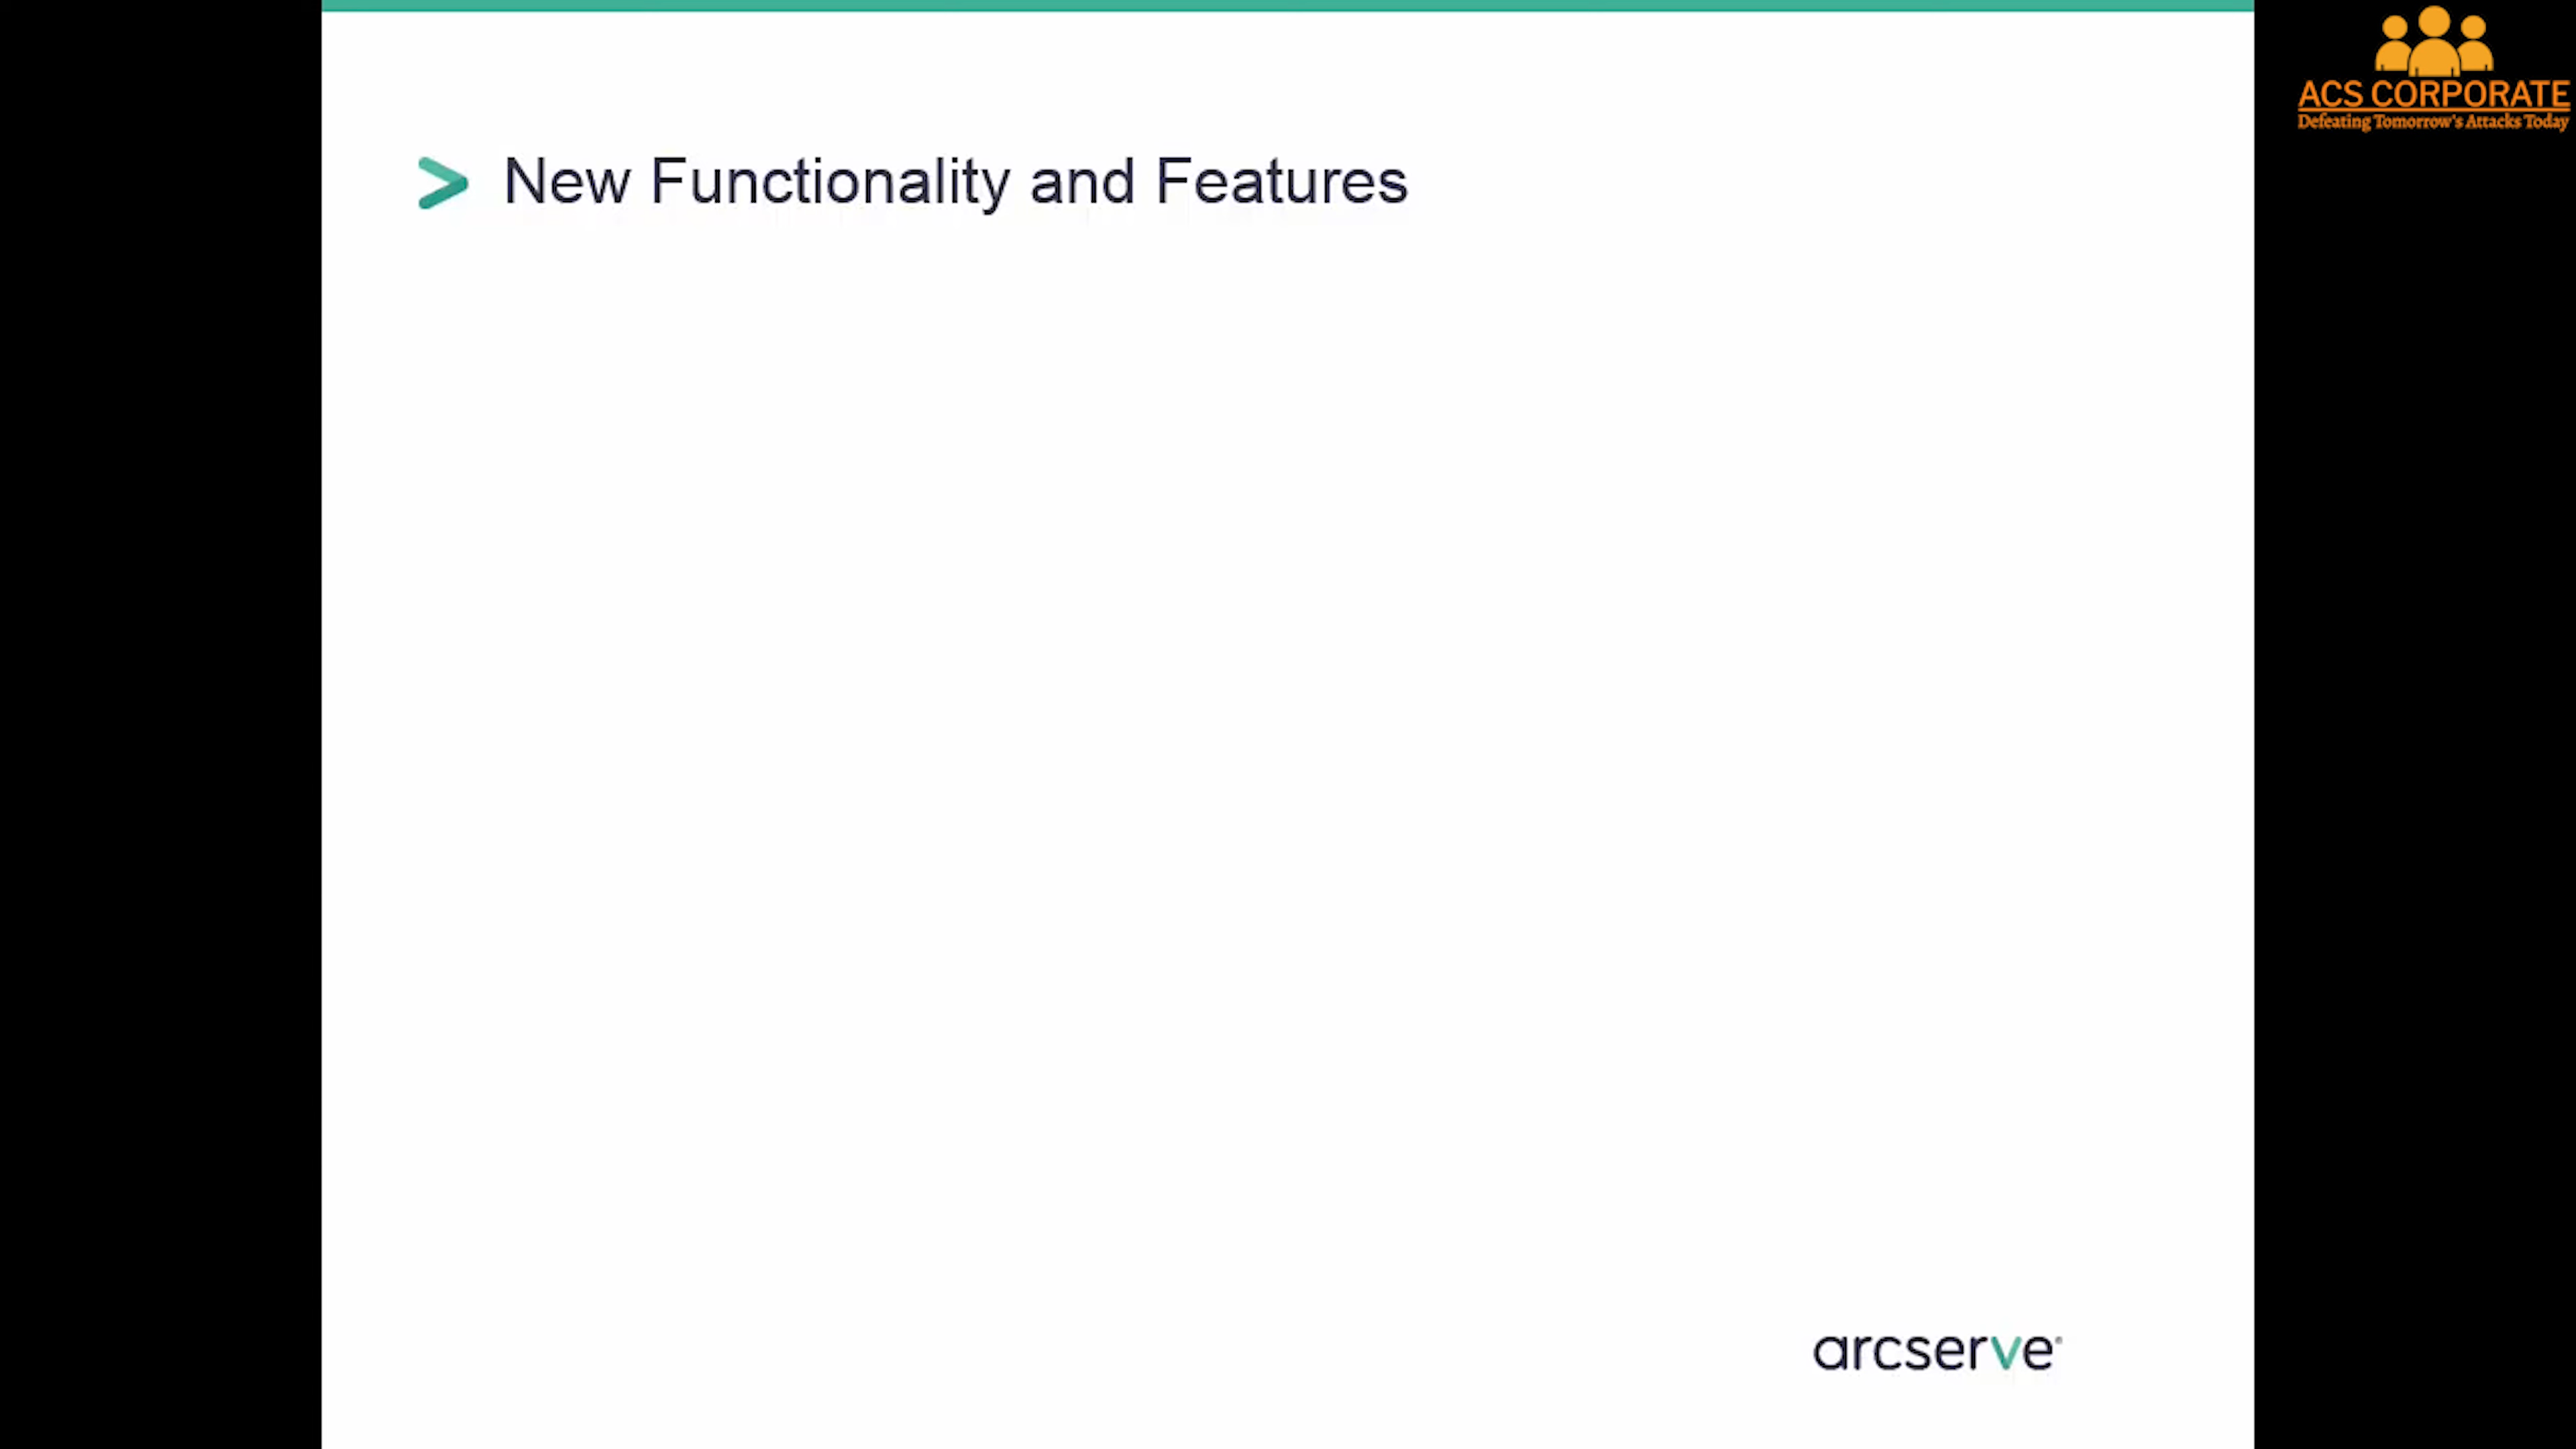 ACS CORPORATE
Defeating Tomorrow's Attacks Today
New Functionality and Features
arcserve